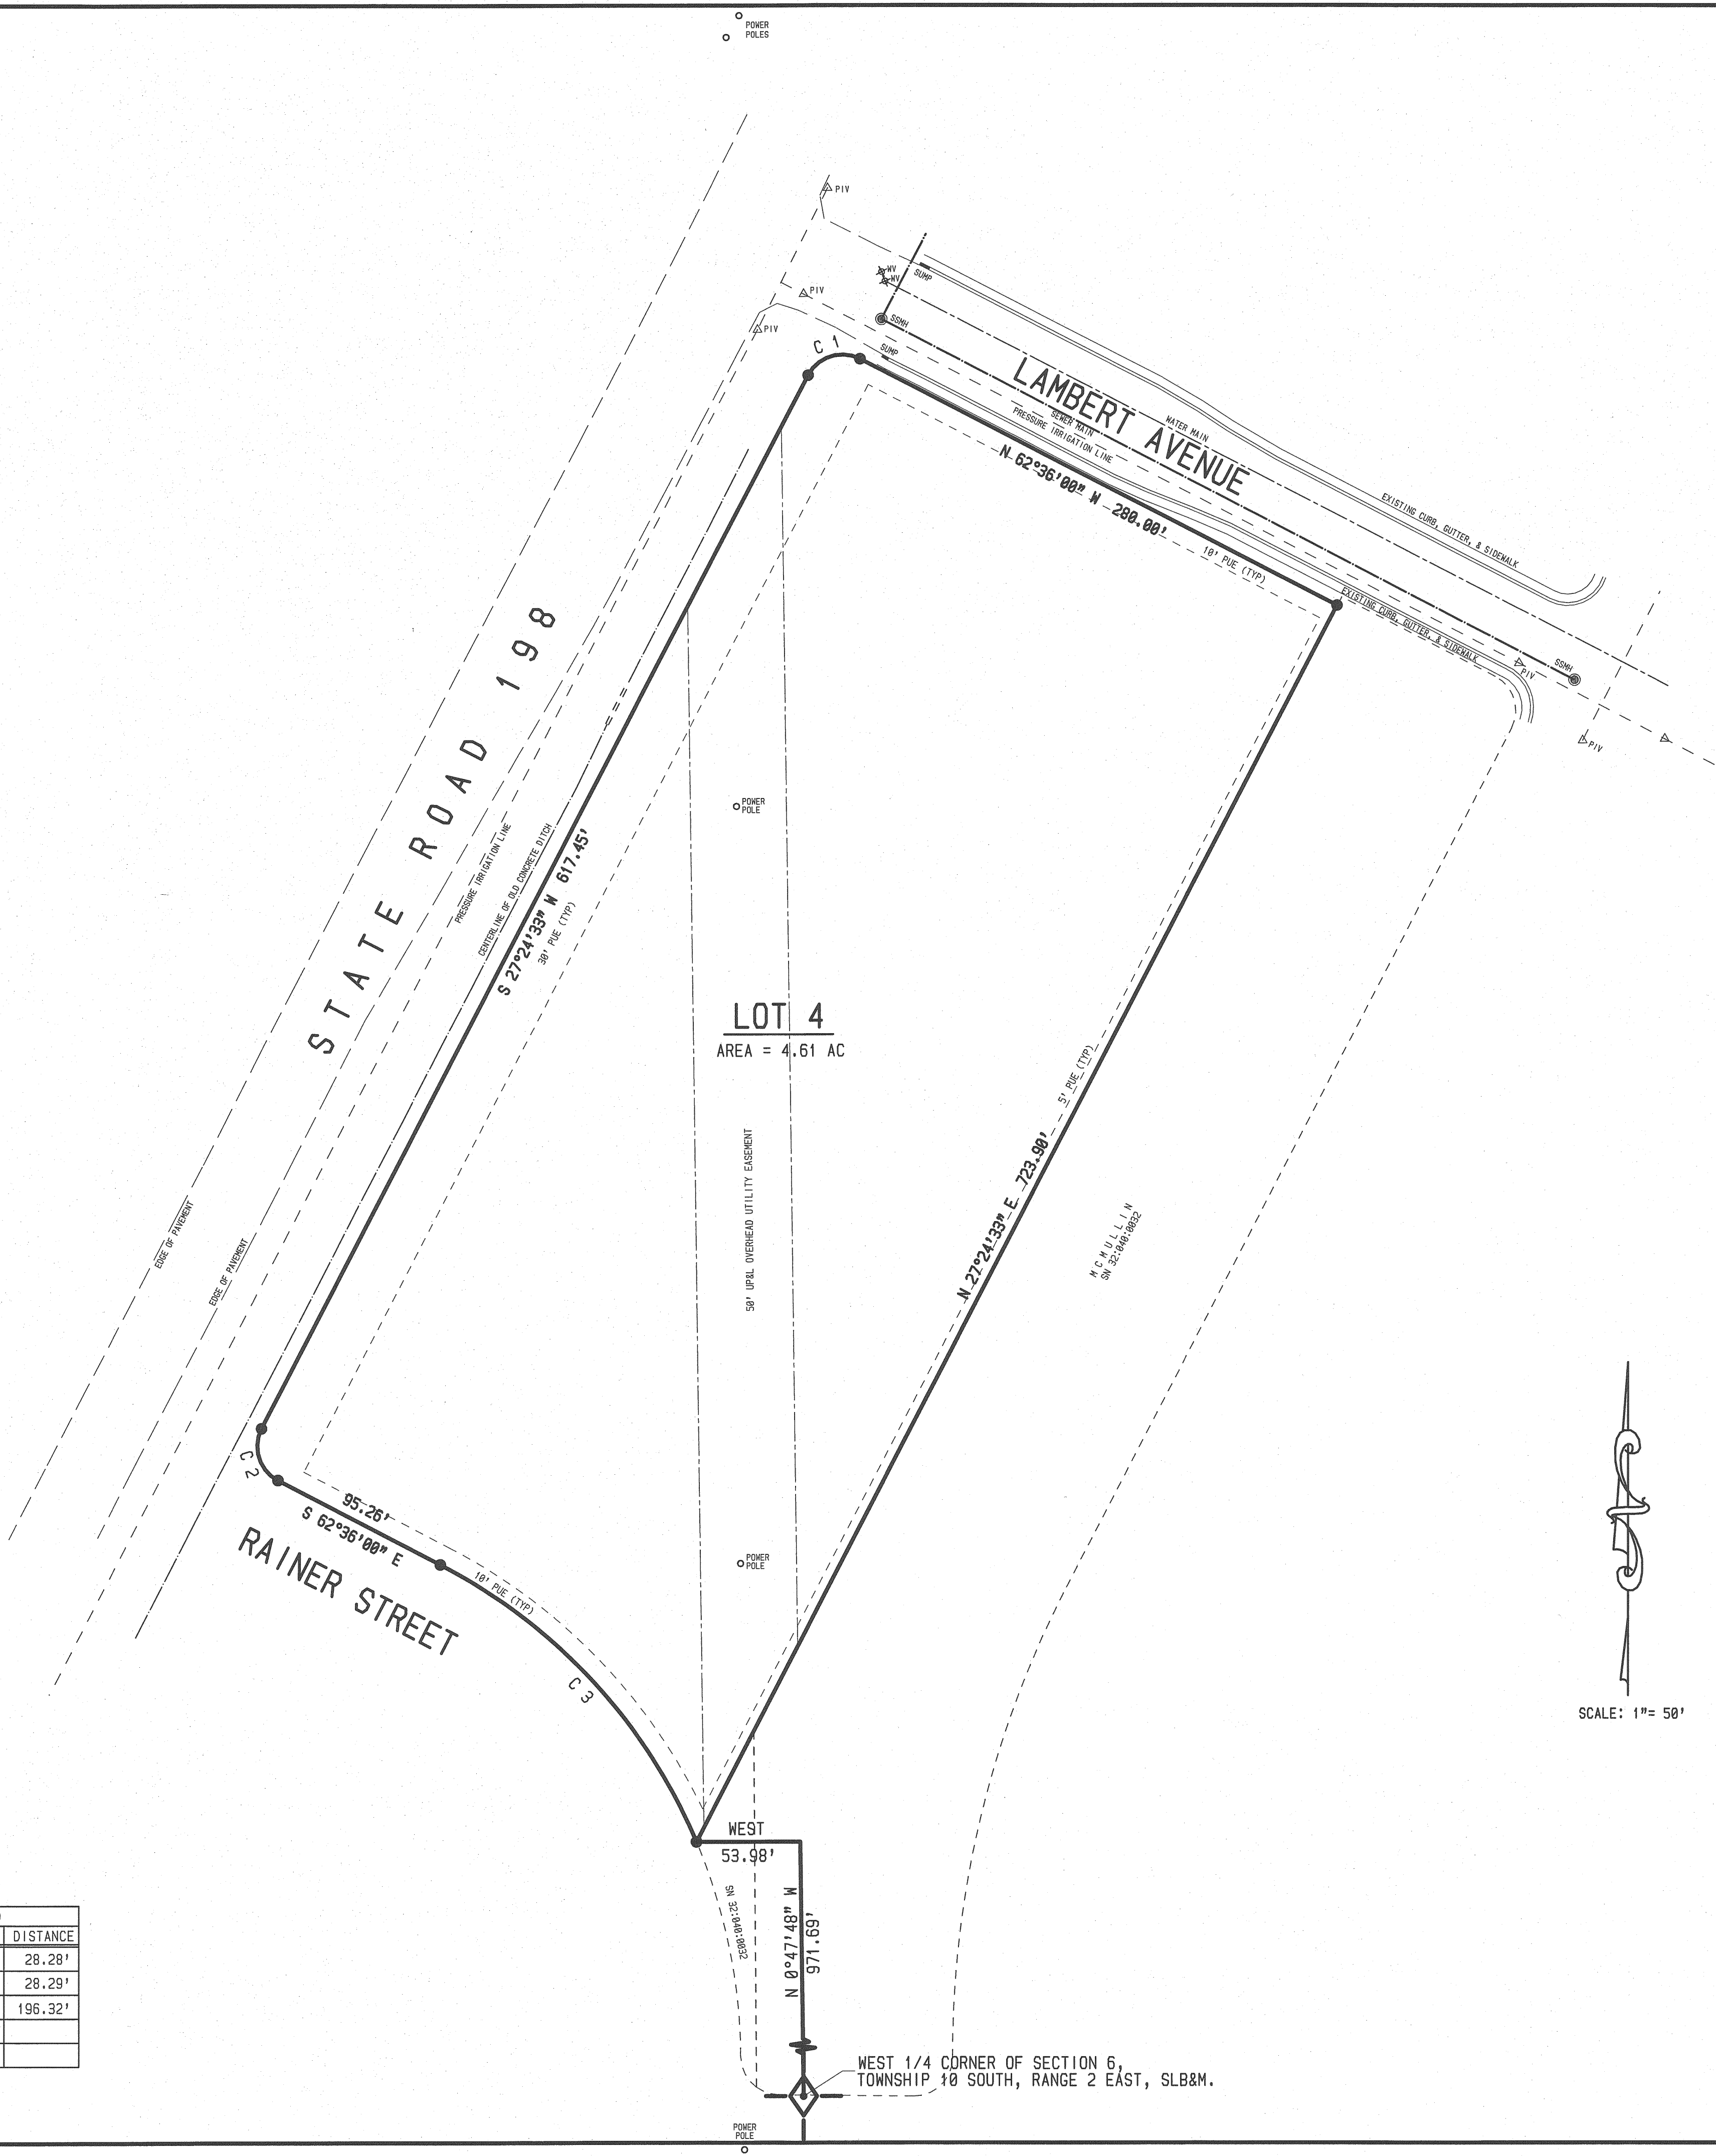 POWER
POLES
PIV
PIV
PIV
WV
WV
SUMP
SSMH
C 1
SUMP
LAMBERT AVENUE
WATER MAIN
SEWER MAIN
PRESSURE IRRIGATION LINE
N 62°36'00" W 280.00'
10' PUE (TYP)
EXISTING CURB, GUTTER, & SIDEWALK
EXISTING CURB, GUTTER, & SIDEWALK
SSMH
PIV
PIV
STATE ROAD 198
PRESSURE IRRIGATION LINE
CENTERLINE OF OLD CONCRETE DITCH
S 27°24'33" W 617.45'
30' PUE (TYP)
POWER
POLE
LOT 4
AREA = 4.61 AC
50' UP&L OVERHEAD UTILITY EASEMENT
5' PUE (TYP)
N 27°24'33" E 723.90'
MCMULLIN
SN 32:040:0032
EDGE OF PAVEMENT
EDGE OF PAVEMENT
C 2
95.26'
S 62°36'00" E
RAINER STREET
10' PUE (TYP)
C 3
POWER
POLE
SCALE: 1"= 50'
WEST
53.98'
SN 32:040:0032
N 0°47'48" W
971.69'
DISTANCE
28.28'
28.29'
196.32'
WEST 1/4 CORNER OF SECTION 6,
TOWNSHIP 10 SOUTH, RANGE 2 EAST, SLB&M.
POWER
POLE